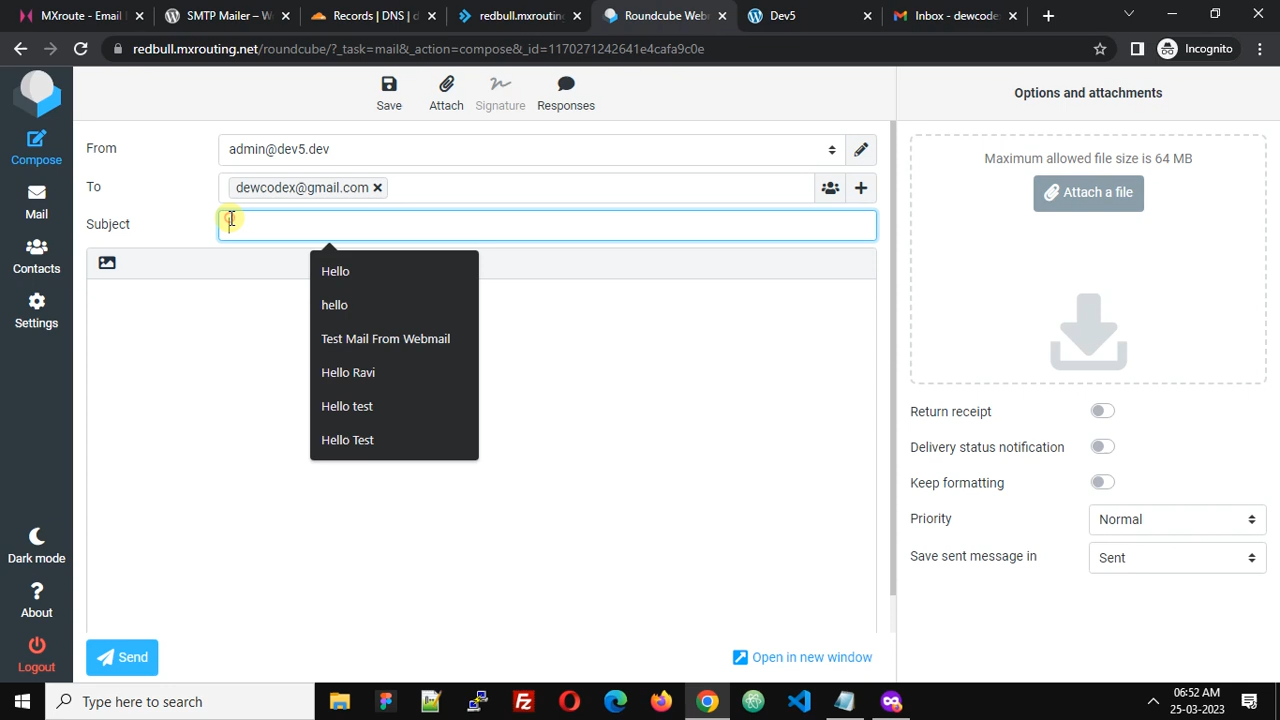 MXroute - Email
SMTP Mailer – W
Records | DNS | d
redbull.mxrouting
Roundcube Web
Dev5
Inbox - dewcode
redbull.mxrouting.net/roundcube/?_task=mail&_action=compose&_id=1170271242641e4cafa9c0e
Incognito
Save
Attach
Signature
Responses
Options and attachments
Compose
Mail
Contacts
Settings
Dark mode
About
Logout
From
admin@dev5.dev
To
dewcodex@gmail.com
Subject
Hello
hello
Test Mail From Webmail
Hello Ravi
Hello test
Hello Test
Maximum allowed file size is 64 MB
Attach a file
Return receipt
Delivery status notification
Keep formatting
Priority
Normal
Save sent message in
Sent
Send
Open in new window
Type here to search
06:52 AM
25-03-2023